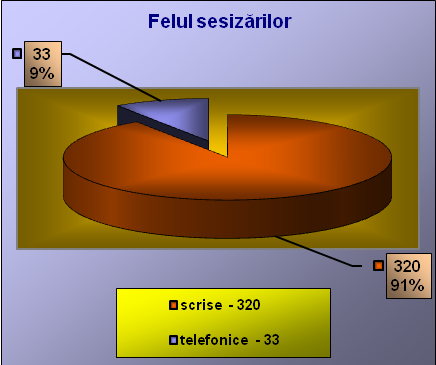 Felul sesizărilor
33
9%
320
91%
scrise - 320
telefonice - 33